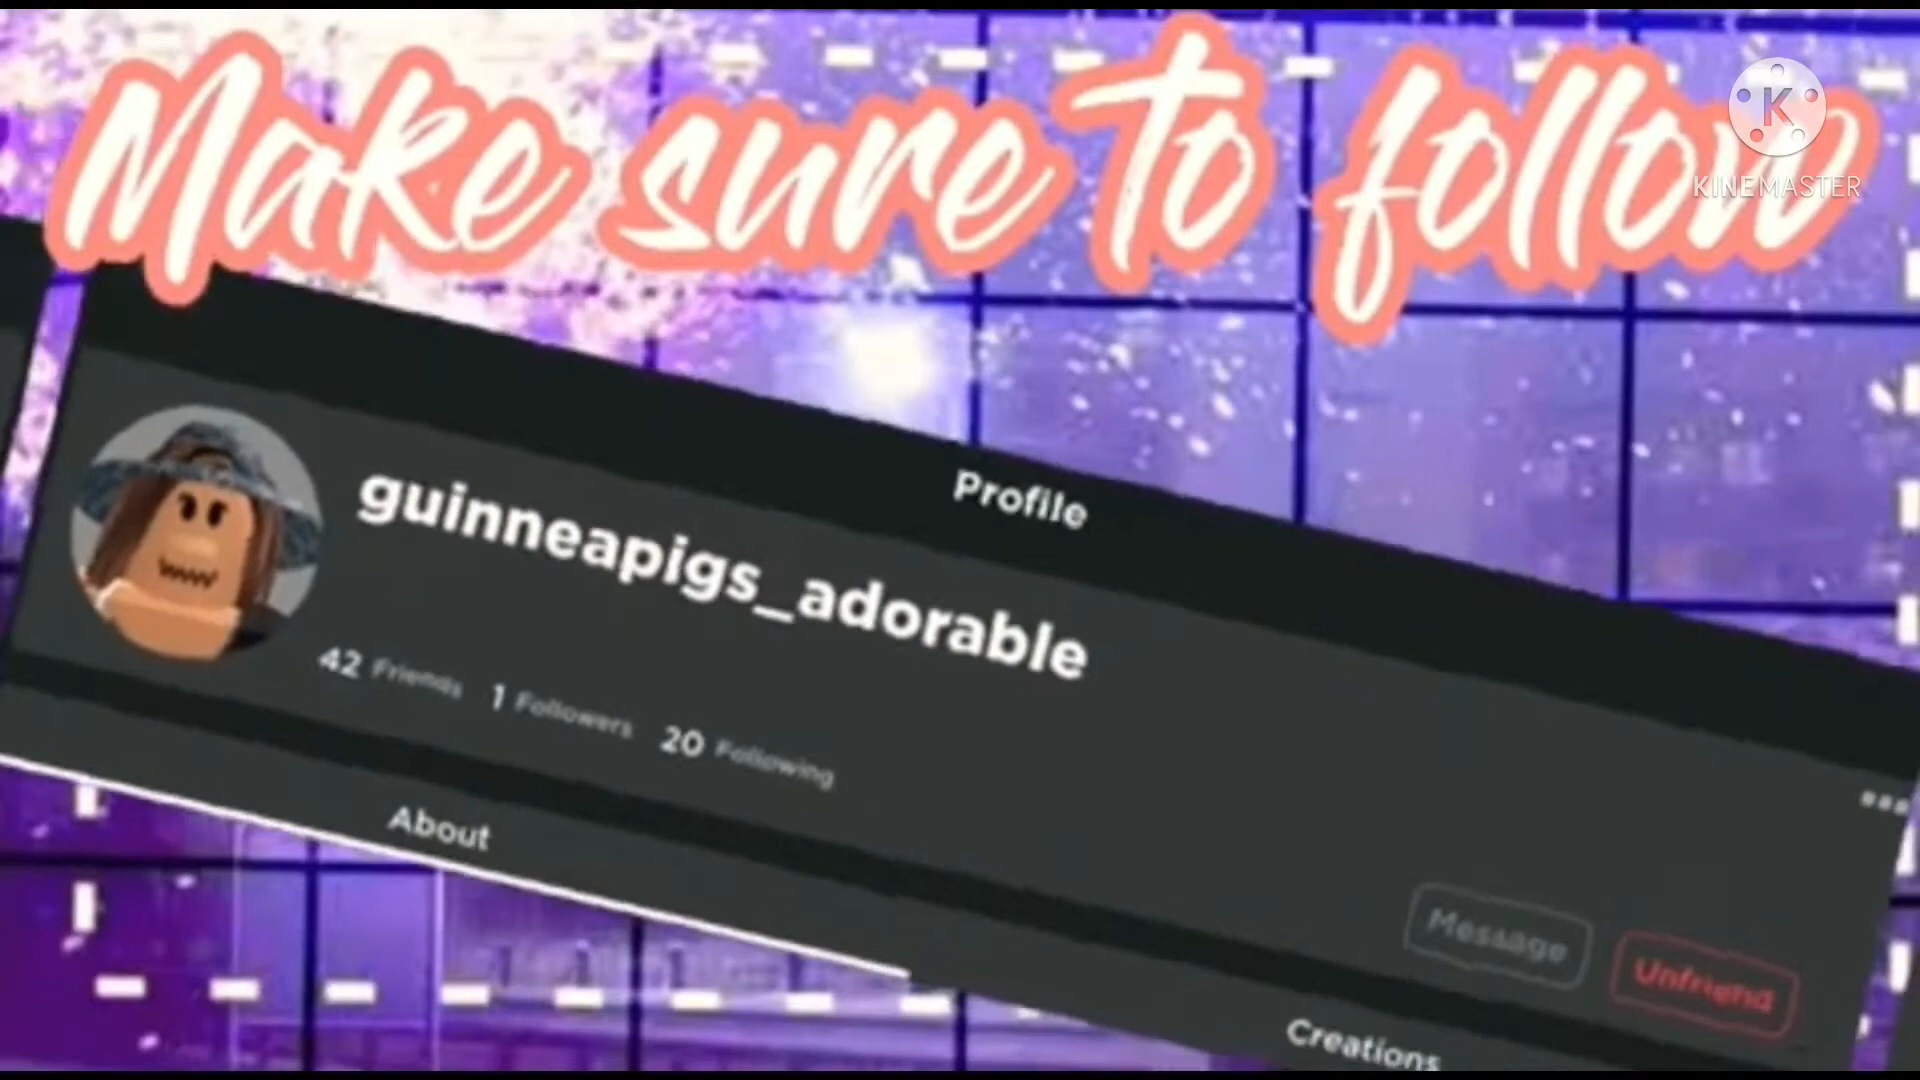 Make sure to follow
K
KINEMASTER
Profile
guinneapigs_adorable
42 Friends 1 Followers 20 Following
About
Message Unfriend
Creations